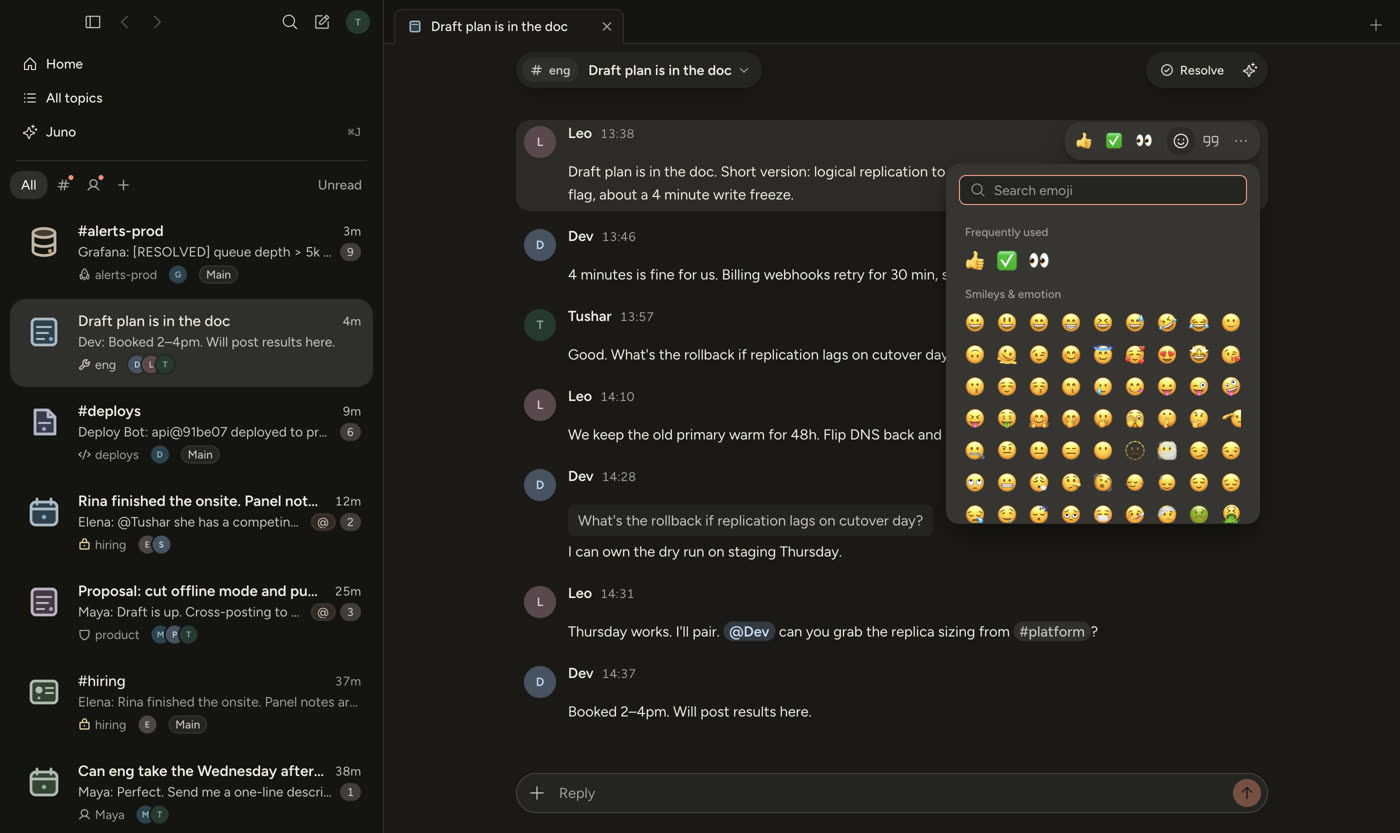 T
Home
All topics
Juno ⌘J
All # + Unread
#alerts-prod 3m
Grafana: [RESOLVED] queue depth > 5k ... 9
alerts-prod G Main
Draft plan is in the doc 4m
Dev: Booked 2–4pm. Will post results here.
eng D L T
#deploys 9m
Deploy Bot: api@91be07 deployed to pr... 6
deploys D Main
Rina finished the onsite. Panel not... 12m
Elena: @Tushar she has a competin... @ 2
hiring E S
Proposal: cut offline mode and pu... 25m
Maya: Draft is up. Cross-posting to ... @ 3
product M P T
#hiring 37m
Elena: Rina finished the onsite. Panel notes ar...
hiring E Main
Can eng take the Wednesday after... 38m
Maya: Perfect. Send me a one-line descri... 1
Maya M T
Draft plan is in the doc
# eng Draft plan is in the doc
Resolve
L Leo 13:38
Draft plan is in the doc. Short version: logical replication to
flag, about a 4 minute write freeze.
D Dev 13:46
4 minutes is fine for us. Billing webhooks retry for 30 min, s
T Tushar 13:57
Good. What's the rollback if replication lags on cutover day
L Leo 14:10
We keep the old primary warm for 48h. Flip DNS back and
D Dev 14:28
What's the rollback if replication lags on cutover day?
I can own the dry run on staging Thursday.
L Leo 14:31
Thursday works. I'll pair. @Dev can you grab the replica sizing from #platform ?
D Dev 14:37
Booked 2–4pm. Will post results here.
Search emoji
Frequently used
Smileys & emotion
Reply